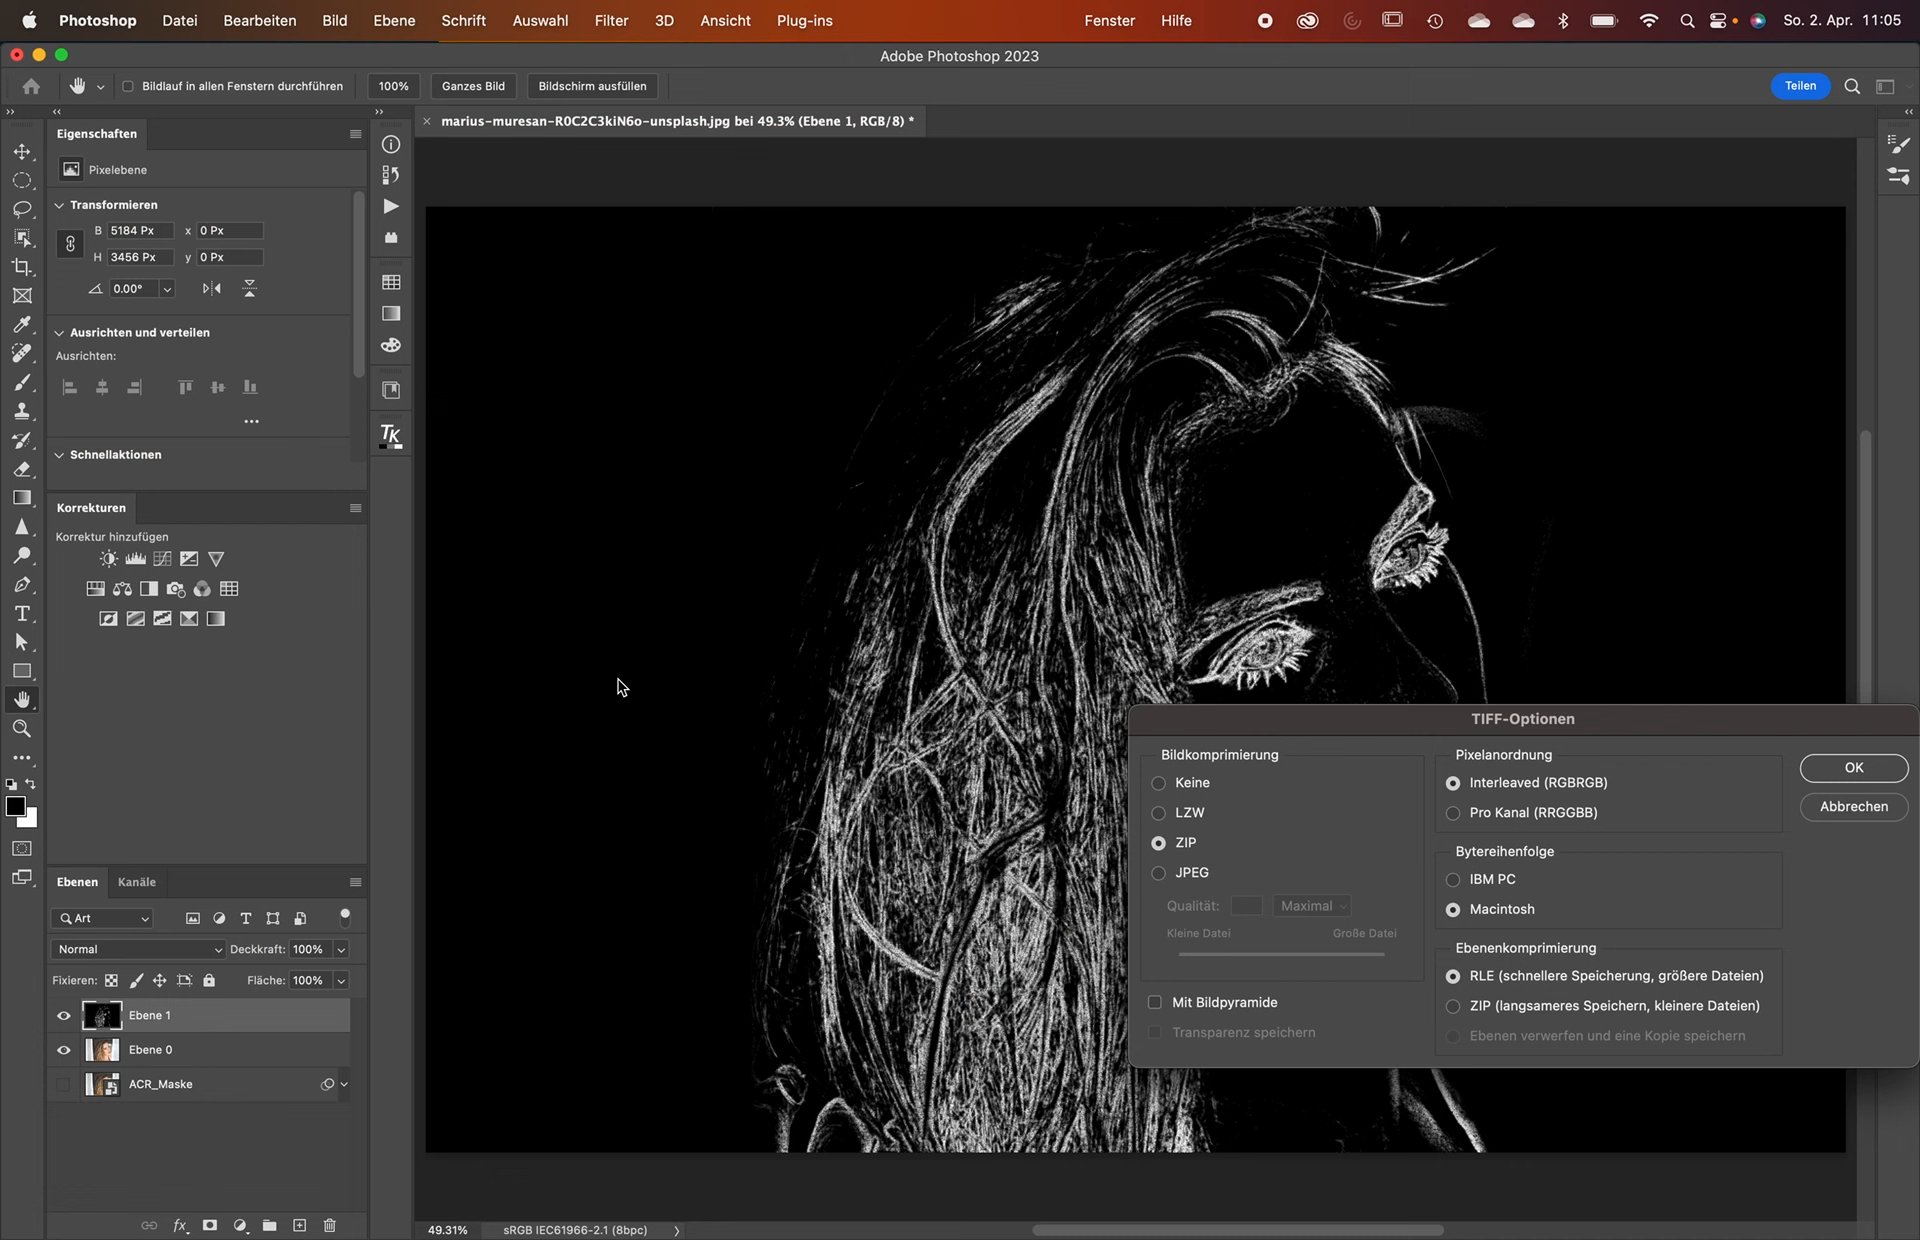 Photoshop Datei Bearbeiten Bild Ebene Schrift Auswahl Filter 3D Ansicht Plug-ins Fenster Hilfe So. 2. Apr. 11:05
Adobe Photoshop 2023
Bildlauf in allen Fenstern durchführen 100% Ganzes Bild Bildschirm ausfüllen Teilen
marius-muresan-R0C2C3kiN6o-unsplash.jpg bei 49.3% (Ebene 1, RGB/8) *
Eigenschaften
Pixelebene
Transformieren
B 5184 Px x 0 Px
H 3456 Px y 0 Px
0.00°
Ausrichten und verteilen
Ausrichten:
Schnellaktionen
Korrekturen
Korrektur hinzufügen
TK
TIFF-Optionen
Bildkomprimierung
Keine
LZW
ZIP
JPEG
Qualität: Maximal
Kleine Datei Große Datei
Mit Bildpyramide
Transparenz speichern
Pixelanordnung
Interleaved (RGBRGB)
Pro Kanal (RRGGBB)
Bytereihenfolge
IBM PC
Macintosh
Ebenenkomprimierung
RLE (schnellere Speicherung, größere Dateien)
ZIP (langsameres Speichern, kleinere Dateien)
Ebenen verwerfen und eine Kopie speichern
OK
Abbrechen
Ebenen Kanäle
Art
Normal Deckkraft: 100%
Fixieren: Fläche: 100%
Ebene 1
Ebene 0
ACR_Maske
fx
49.31% sRGB IEC61966-2.1 (8bpc)